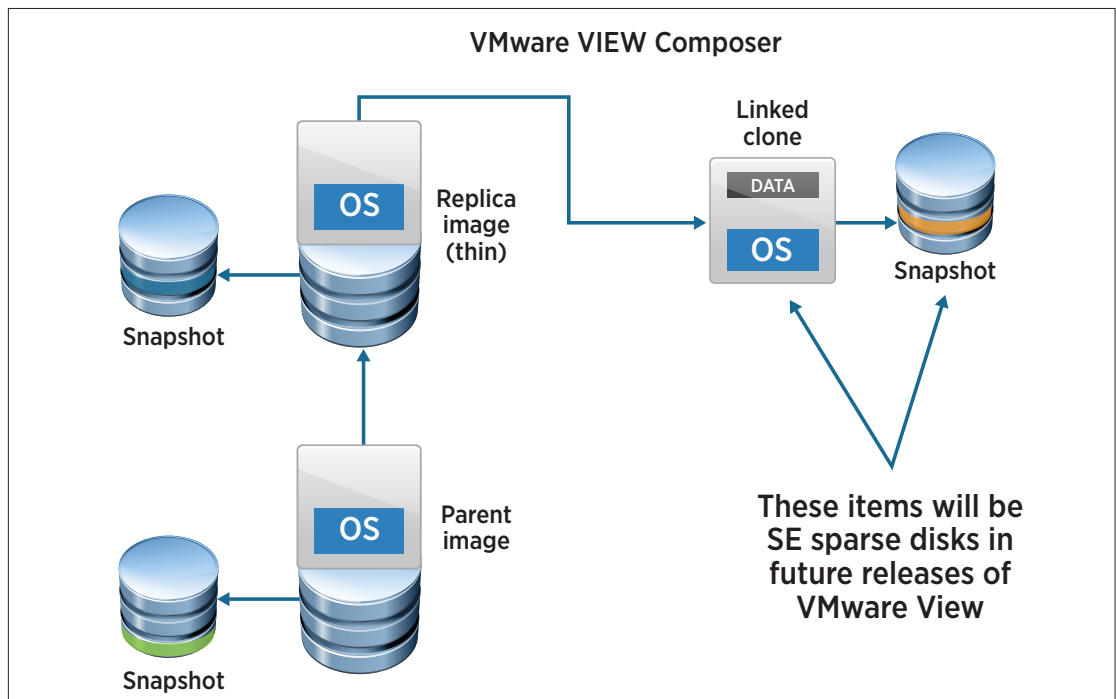 VMware VIEW Composer
OS
Replica
image
(thin)
Snapshot
Linked
clone
DATA
OS
Snapshot
OS
Parent
image
Snapshot
These items will be
SE sparse disks in
future releases of
VMware View